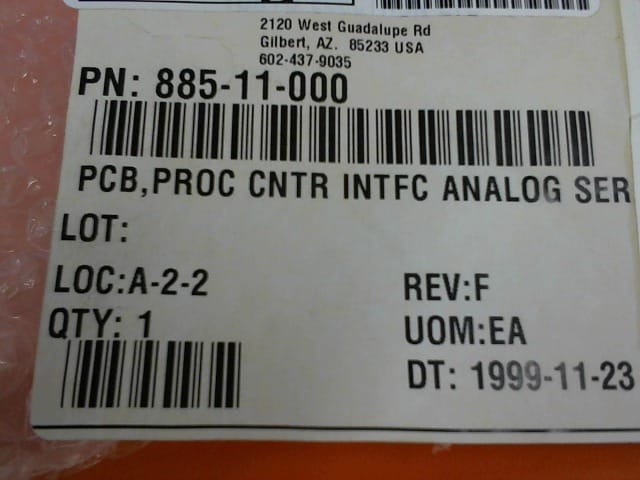 2120 West Guadalupe Rd
Gilbert, AZ. 85233 USA
602-437-9035
PN: 885-11-000
PCB,PROC CNTR INTFC ANALOG SER
LOT:
LOC:A-2-2
REV:F
QTY: 1
UOM:EA
DT: 1999-11-23